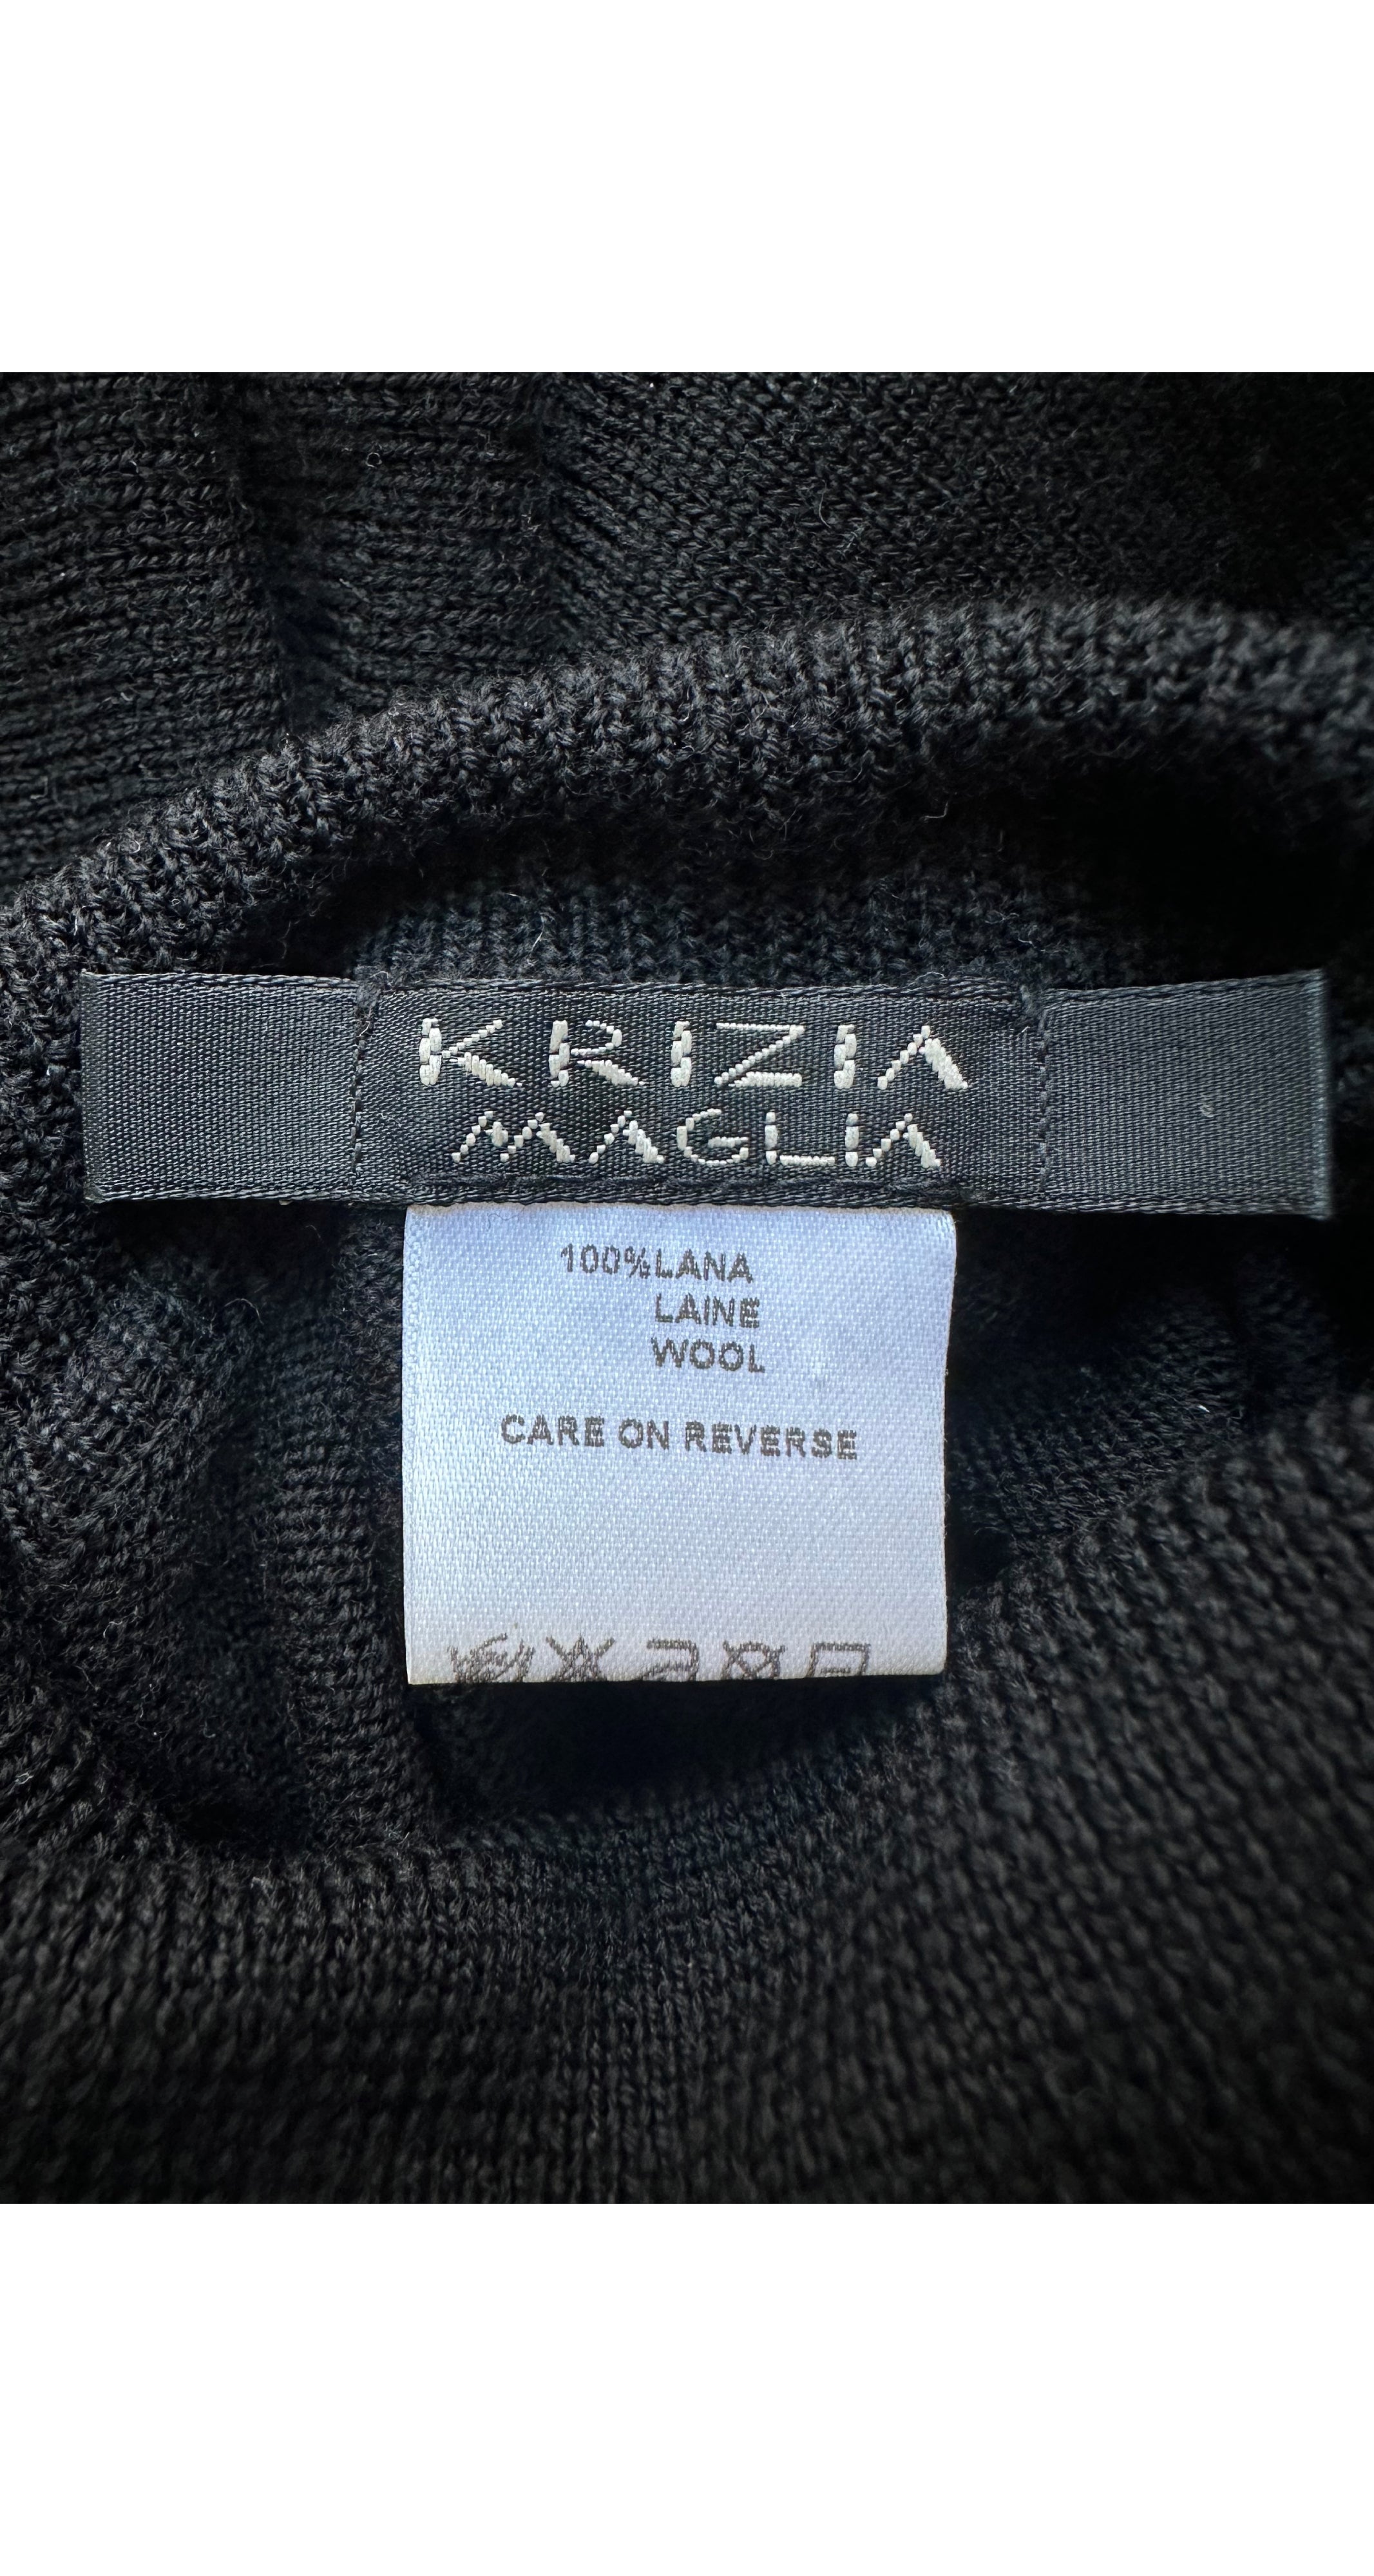 KRIZIA
MAGLIA
100%LANA
LAINE
WOOL
CARE ON REVERSE